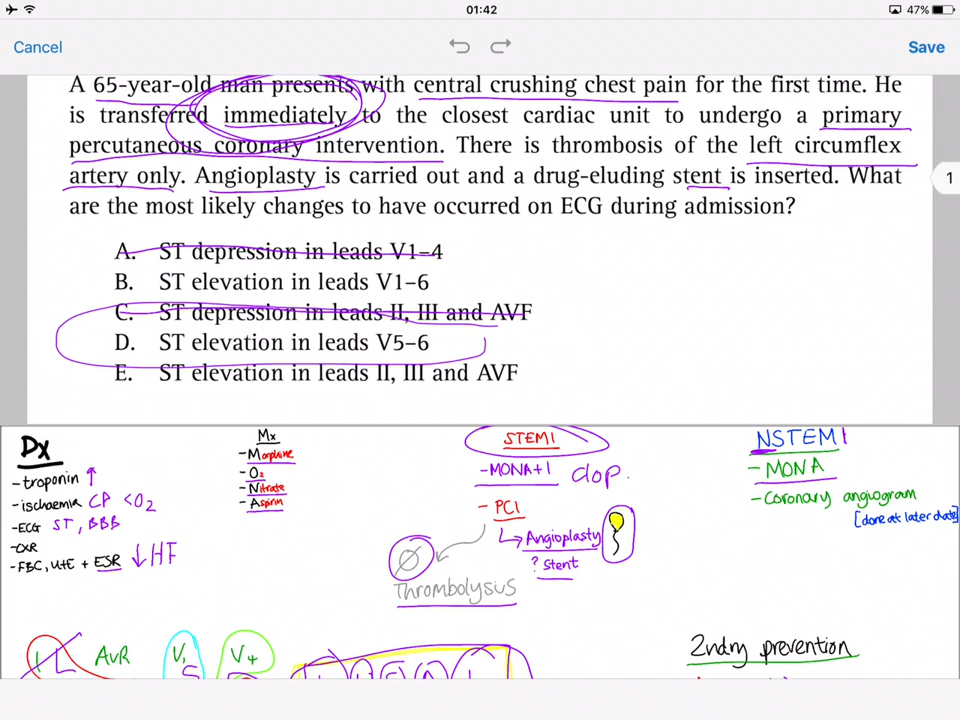 01:42
47%
Cancel
Save
A 65-year-old man presents with central crushing chest pain for the first time. He
is transferred immediately to the closest cardiac unit to undergo a primary
percutaneous coronary intervention. There is thrombosis of the left circumflex
artery only. Angioplasty is carried out and a drug-eluding stent is inserted. What
are the most likely changes to have occurred on ECG during admission?
1
A. ST depression in leads V1–4
B. ST elevation in leads V1–6
C. ST depression in leads II, III and AVF
D. ST elevation in leads V5–6
E. ST elevation in leads II, III and AVF
Dx
- troponin ↑
- ischaemia CP <O2
- ECG ST, BBB
- CXR
- FBC, U+E + ESR ↓HF
Mx
- Morphine
- O2
- Nitrate
- Aspirin
STEMI
- MONA+1 clop.
- PCI
↳ Angioplasty
? stent
Thrombolysus
NSTEMI
- MONA
- Coronary angiogram
[done at later date]
AVR
V1
V4
2ndry prevention